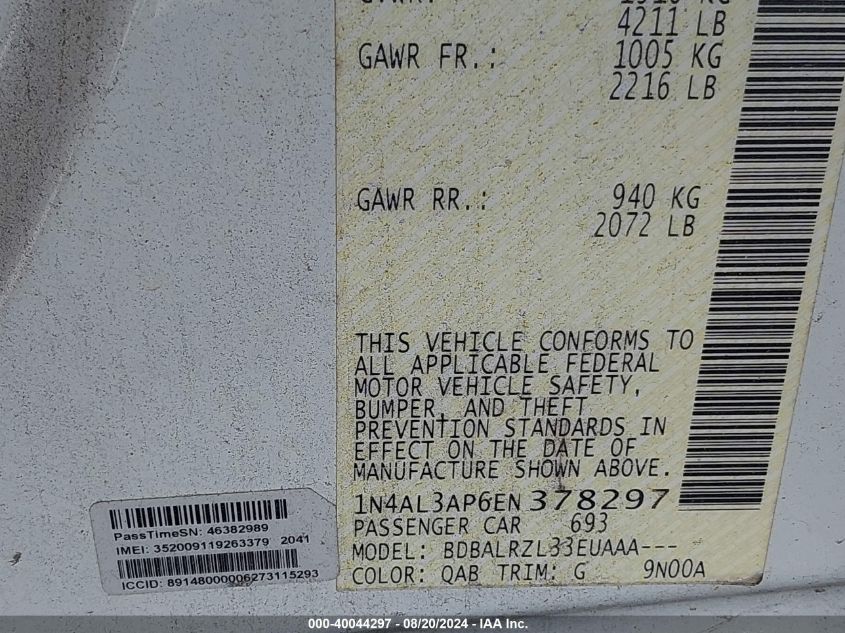 4211 LB
GAWR FR.: 1005 KG
2216 LB
GAWR RR.: 940 KG
2072 LB
THIS VEHICLE CONFORMS TO
ALL APPLICABLE FEDERAL
MOTOR VEHICLE SAFETY,
BUMPER, AND THEFT
PREVENTION STANDARDS IN
EFFECT ON THE DATE OF
MANUFACTURE SHOWN ABOVE.
1N4AL3AP6EN378297
PASSENGER CAR 693
MODEL: BDBALRZL33EUAAA---
COLOR: QAB TRIM: G 9N00A
PassTimeSN: 46382989
IMEI: 352009119263379 2041
ICCID: 89148000006273115293
000-40044297 - 08/20/2024 - IAA Inc.